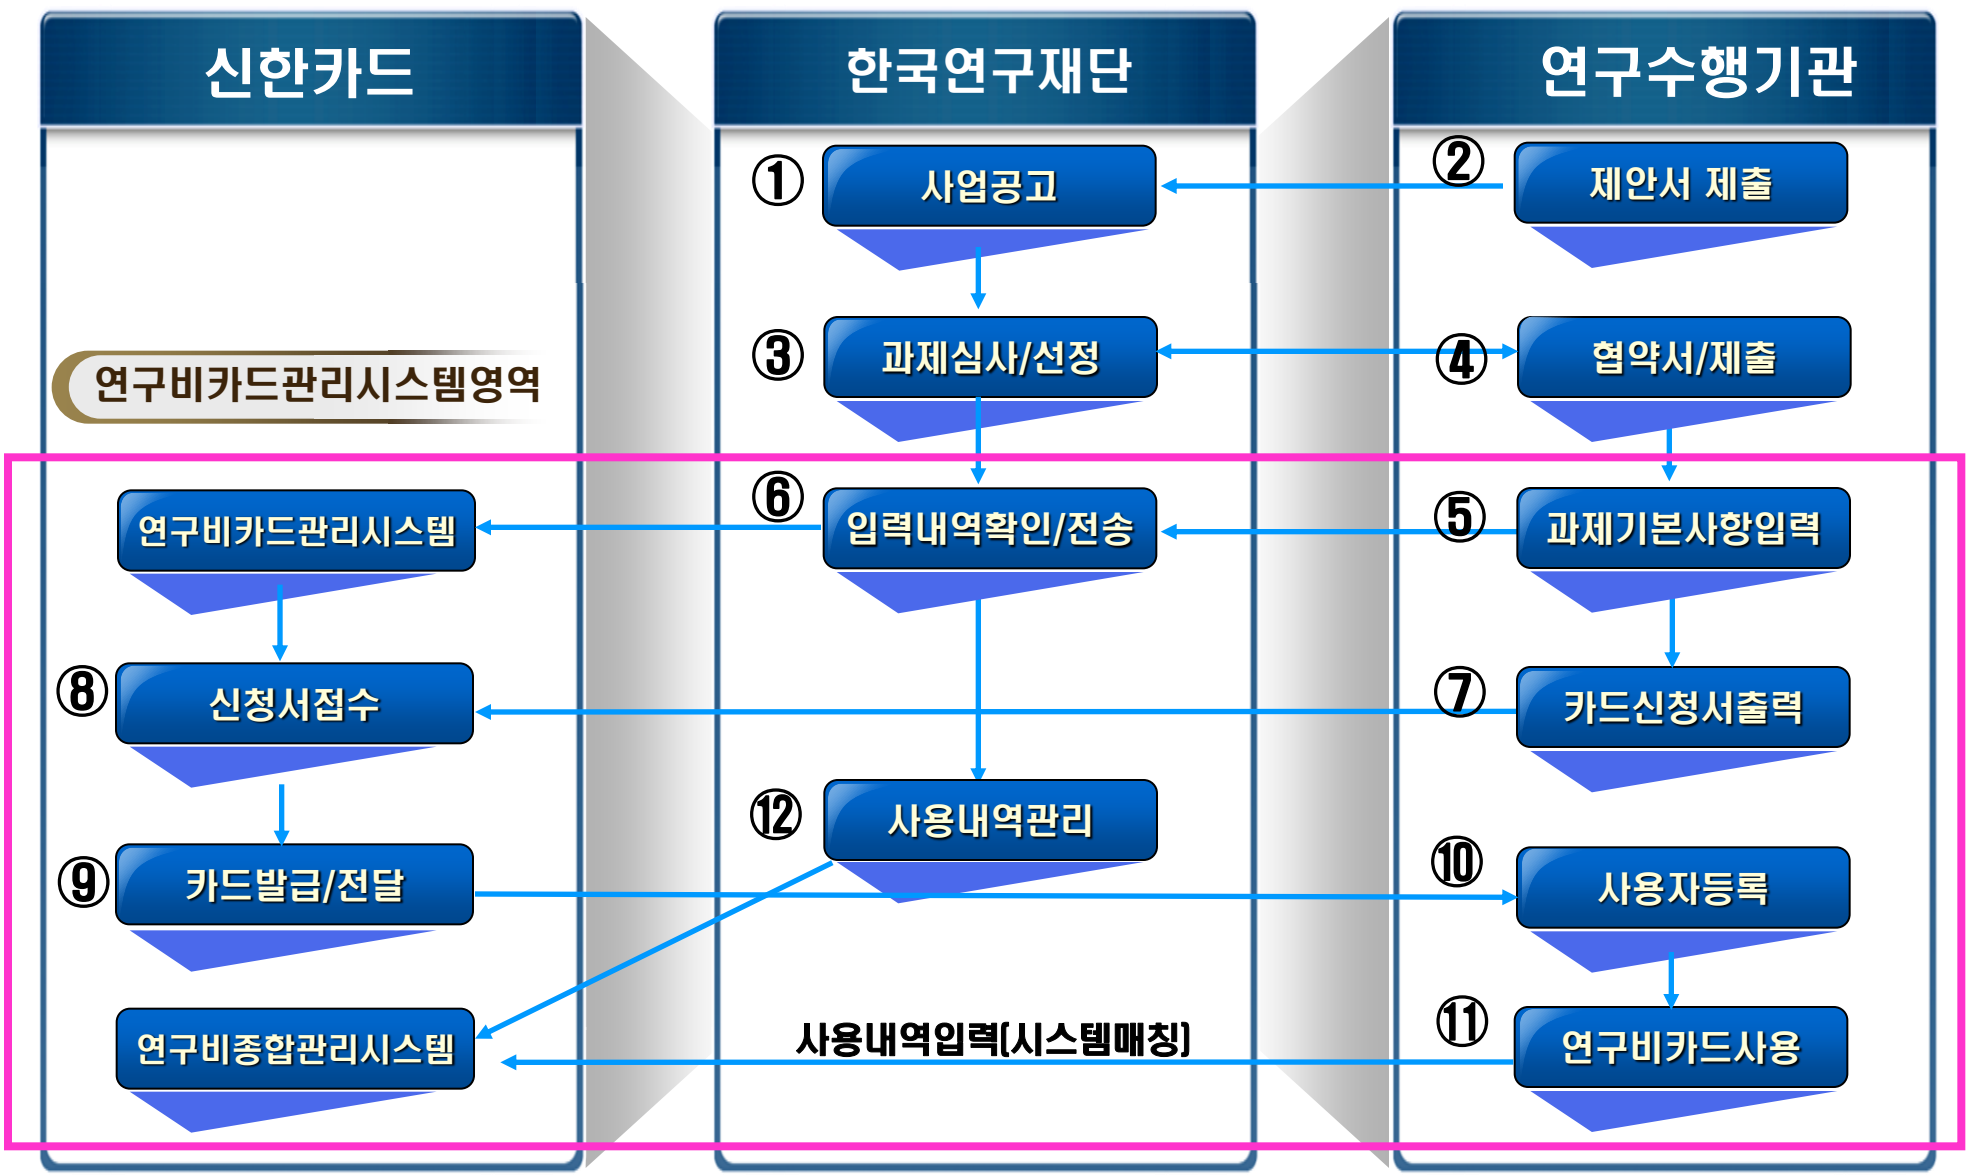 신한카드
한국연구재단
연구수행기관
① 사업공고
② 제안서 제출
③ 과제심사/선정
④ 협약서/제출
연구비카드관리시스템영역
연구비카드관리시스템
⑥ 입력내역확인/전송
⑤ 과제기본사항입력
⑧ 신청서접수
⑦ 카드신청서출력
⑫ 사용내역관리
⑨ 카드발급/전달
⑩ 사용자등록
연구비종합관리시스템
사용내역입력(시스템매칭)
⑪ 연구비카드사용